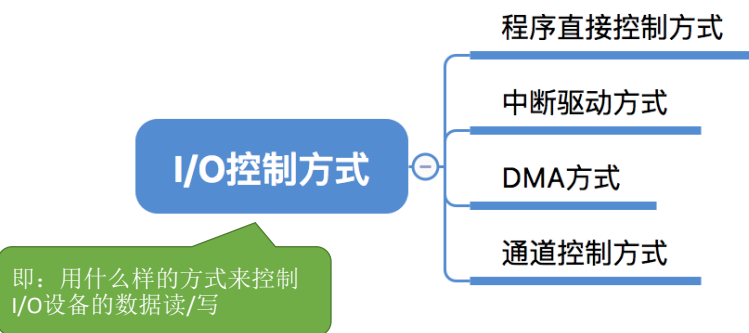 程序直接控制方式
中断驱动方式
I/O控制方式
DMA方式
通道控制方式
即：用什么样的方式来控制
I/O设备的数据读/写